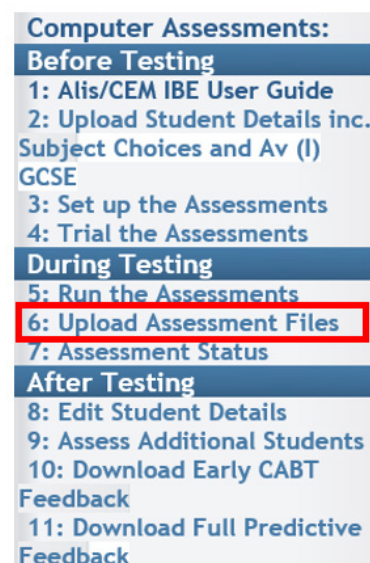 Computer Assessments:
Before Testing
1: Alis/CEM IBE User Guide
2: Upload Student Details inc.
Subject Choices and Av (I)
GCSE
3: Set up the Assessments
4: Trial the Assessments
During Testing
5: Run the Assessments
6: Upload Assessment Files
7: Assessment Status
After Testing
8: Edit Student Details
9: Assess Additional Students
10: Download Early CABT
Feedback
11: Download Full Predictive
Feedback